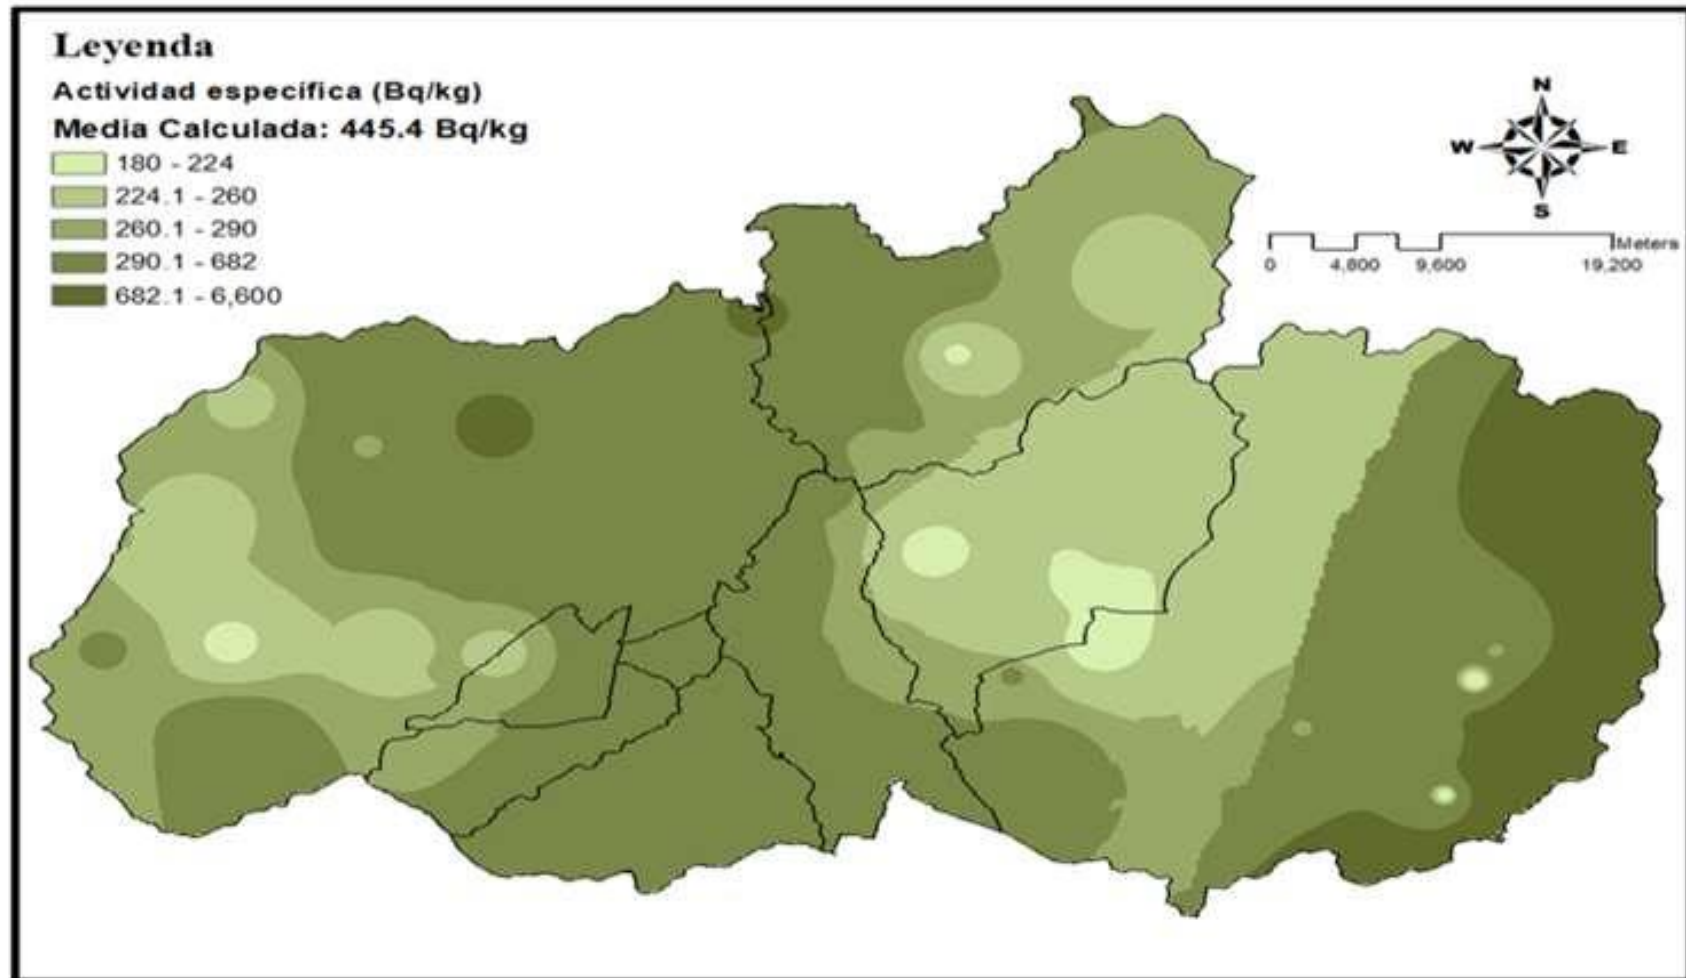 Leyenda
Actividad específica (Bq/kg)
Media Calculada: 445.4 Bq/kg
180 - 224
224.1 - 260
260.1 - 290
290.1 - 682
682.1 - 6,600
N
W E
S
Meters
0 4,800 9,600 19,200